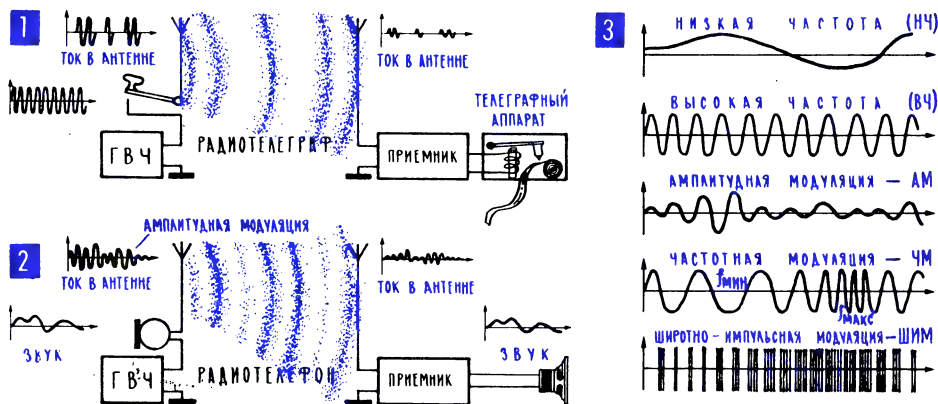 1
ТОК В АНТЕННЕ
ТОК В АНТЕННЕ
ГВЧ
РАДИОТЕЛЕГРАФ
ПРИЕМНИК
ТЕЛЕГРАФНЫЙ
АППАРАТ
2
АМПЛИТУДНАЯ МОДУЛЯЦИЯ
ТОК В АНТЕННЕ
ТОК В АНТЕННЕ
ЗВУК
ГВЧ
РАДИОТЕЛЕФОН
ПРИЕМНИК
ЗВУК
3
НИЗКАЯ ЧАСТОТА (НЧ)
ВЫСОКАЯ ЧАСТОТА (ВЧ)
АМПЛИТУДНАЯ МОДУЛЯЦИЯ — АМ
ЧАСТОТНАЯ МОДУЛЯЦИЯ — ЧМ
fмин
fмакс
ШИРОТНО-ИМПУЛЬСНАЯ МОДУЛЯЦИЯ—ШИМ